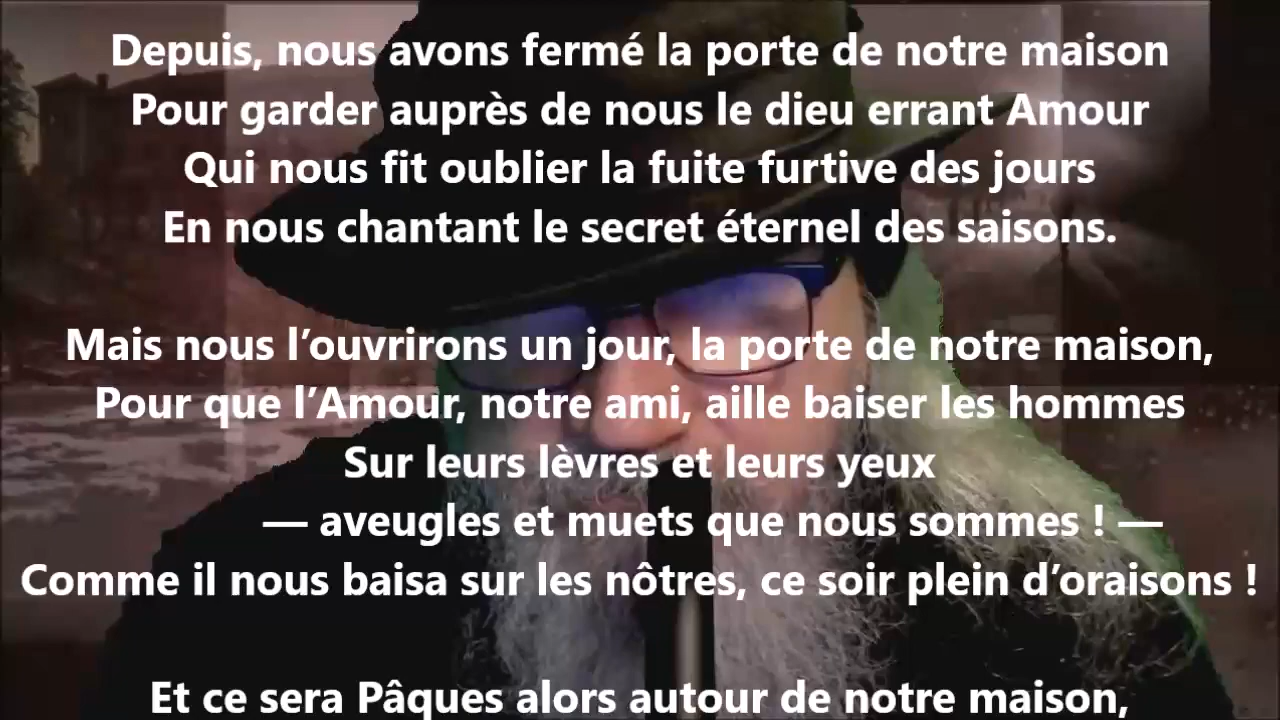 Depuis, nous avons fermé la porte de notre maison
Pour garder auprès de nous le dieu errant Amour
Qui nous fit oublier la fuite furtive des jours
En nous chantant le secret éternel des saisons.
Mais nous l’ouvrirons un jour, la porte de notre maison,
Pour que l’Amour, notre ami, aille baiser les hommes
Sur leurs lèvres et leurs yeux
— aveugles et muets que nous sommes ! —
Comme il nous baisa sur les nôtres, ce soir plein d’oraisons !
Et ce sera Pâques alors autour de notre maison,